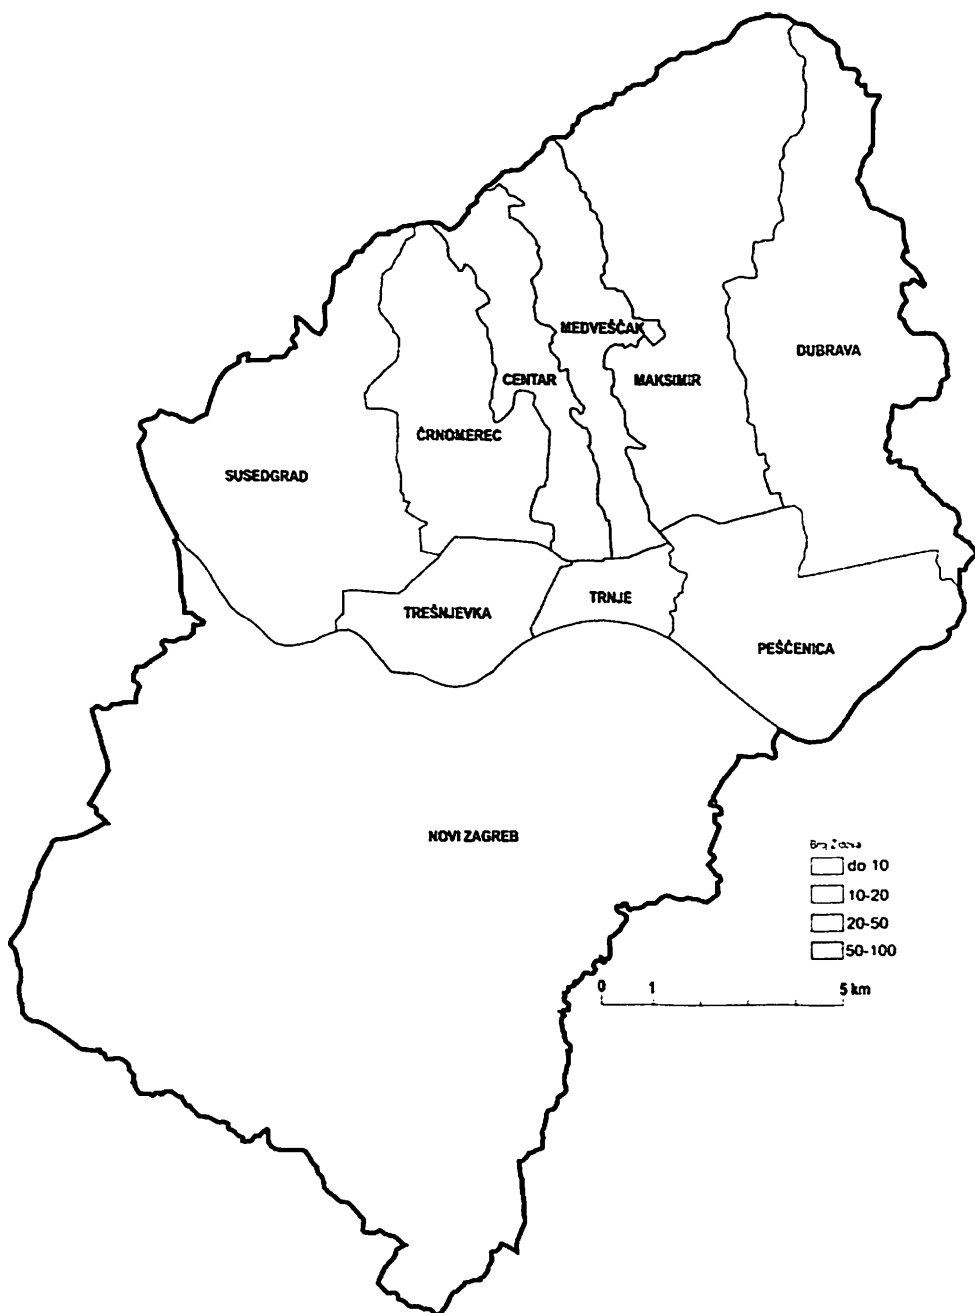 MEDVEŠČAK
DUBRAVA
CENTAR
MAKSIMIR
ČRNOMEREC
SUSEDGRAD
TREŠNJEVKA
TRNJE
PEŠČENICA
NOVI ZAGREB
do 10
10-20
20-50
50-100
0 1 5 km